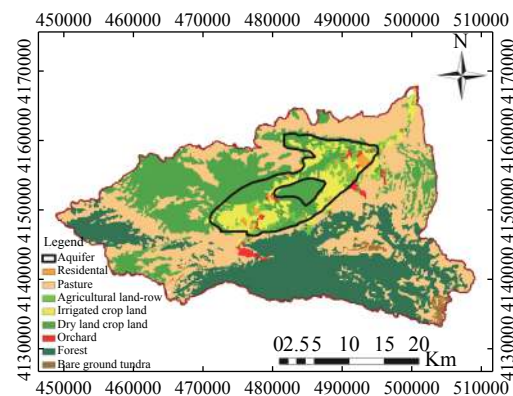 450000 460000 470000 480000 490000 500000 510000
N
4170000
4160000
4150000
4140000
4130000
4170000
4160000
4150000
4140000
4130000
Legend
Aquifer
Residental
Pasture
Agricultural land-row
Irrigated crop land
Dry land crop land
Orchard
Forest
Bare ground tundra
02.55 10 15 20
Km
450000 460000 470000 480000 490000 500000 510000